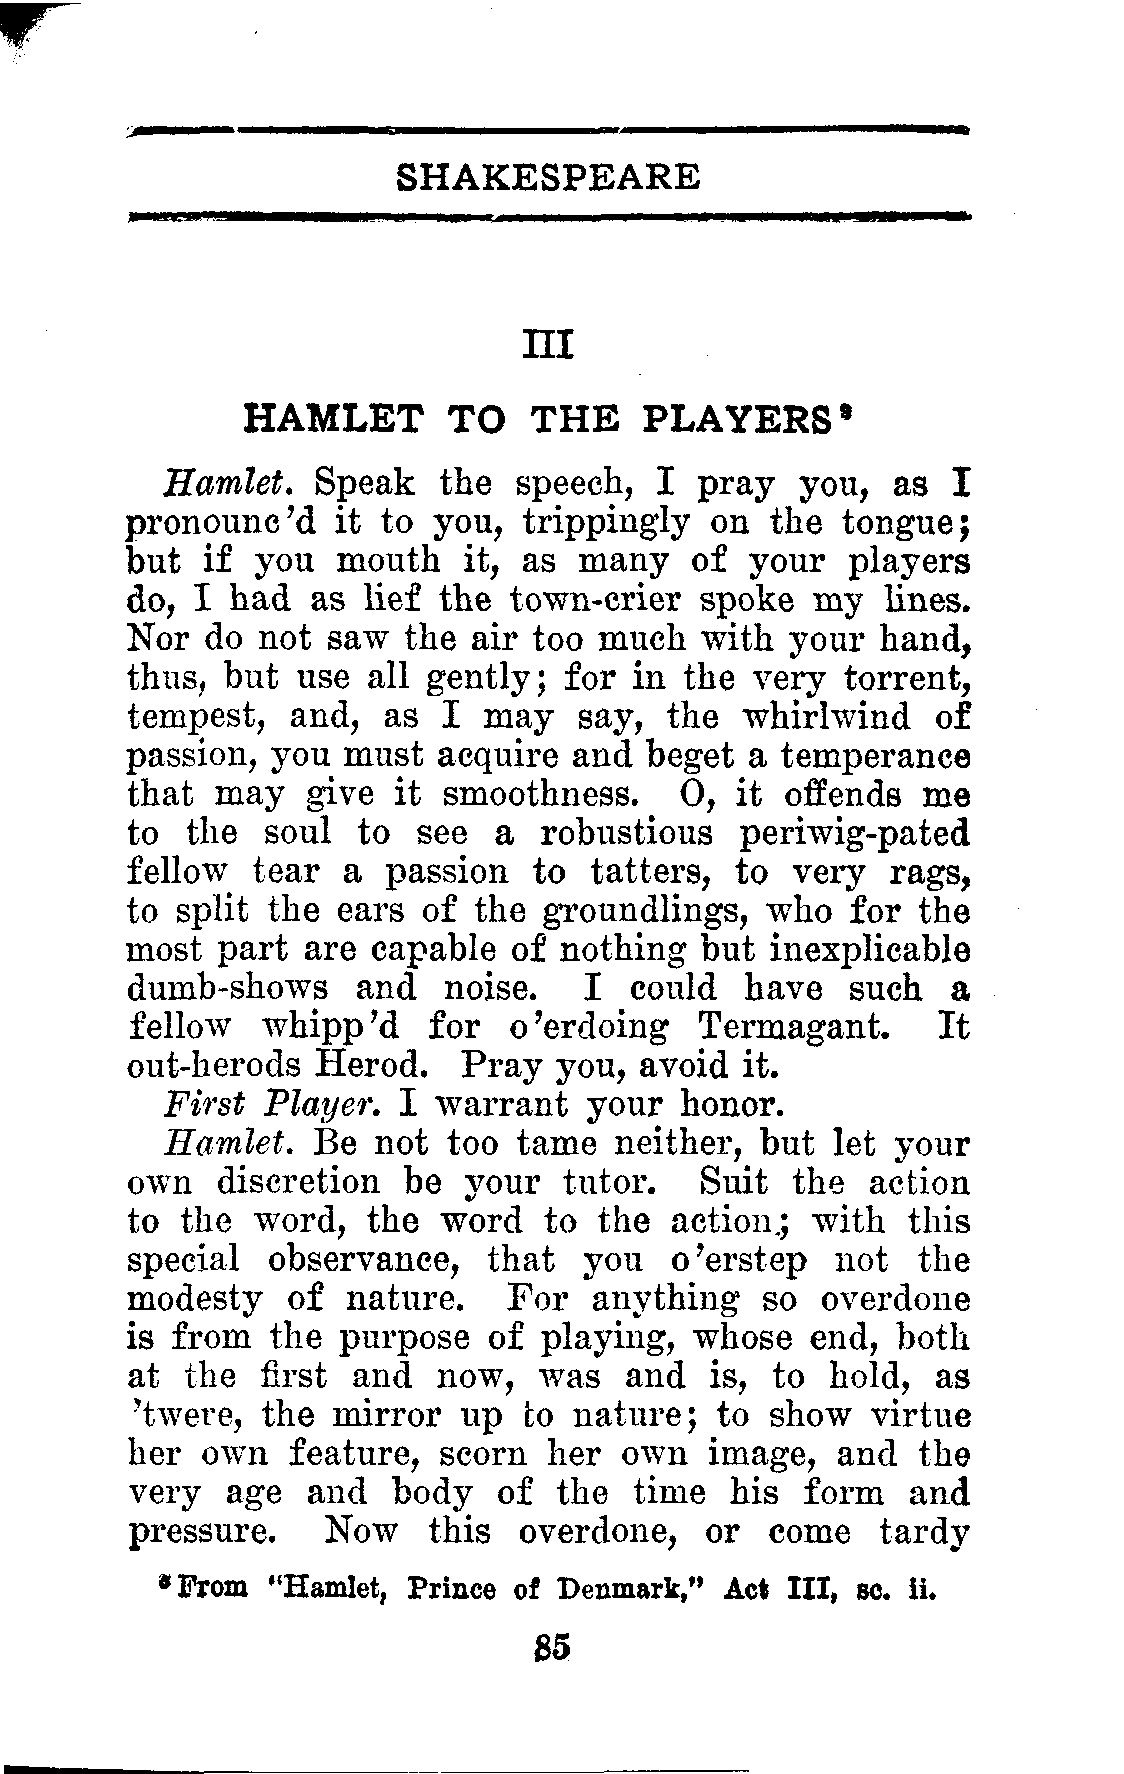 SHAKESPEARE
III
HAMLET TO THE PLAYERS⁹
Hamlet. Speak the speech, I pray you, as I
pronounc'd it to you, trippingly on the tongue;
but if you mouth it, as many of your players
do, I had as lief the town-crier spoke my lines.
Nor do not saw the air too much with your hand,
thus, but use all gently; for in the very torrent,
tempest, and, as I may say, the whirlwind of
passion, you must acquire and beget a temperance
that may give it smoothness. O, it offends me
to the soul to see a robustious periwig-pated
fellow tear a passion to tatters, to very rags,
to split the ears of the groundlings, who for the
most part are capable of nothing but inexplicable
dumb-shows and noise. I could have such a
fellow whipp'd for o'erdoing Termagant. It
out-herods Herod. Pray you, avoid it.
First Player. I warrant your honor.
Hamlet. Be not too tame neither, but let your
own discretion be your tutor. Suit the action
to the word, the word to the action; with this
special observance, that you o'erstep not the
modesty of nature. For anything so overdone
is from the purpose of playing, whose end, both
at the first and now, was and is, to hold, as
'twere, the mirror up to nature; to show virtue
her own feature, scorn her own image, and the
very age and body of the time his form and
pressure. Now this overdone, or come tardy
⁹From "Hamlet, Prince of Denmark," Act III, sc. ii.
85